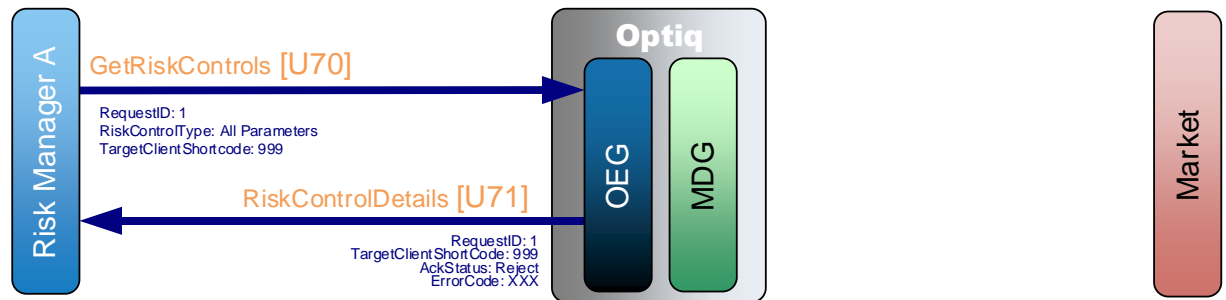 Risk Manager A
GetRiskControls [U70]
RequestID: 1
RiskControlType: All Parameters
TargetClientShortcode: 999
RiskControlDetails [U71]
RequestID: 1
TargetClientShortCode: 999
AckStatus: Reject
ErrorCode: XXX
Optiq
OEG
MDG
Market